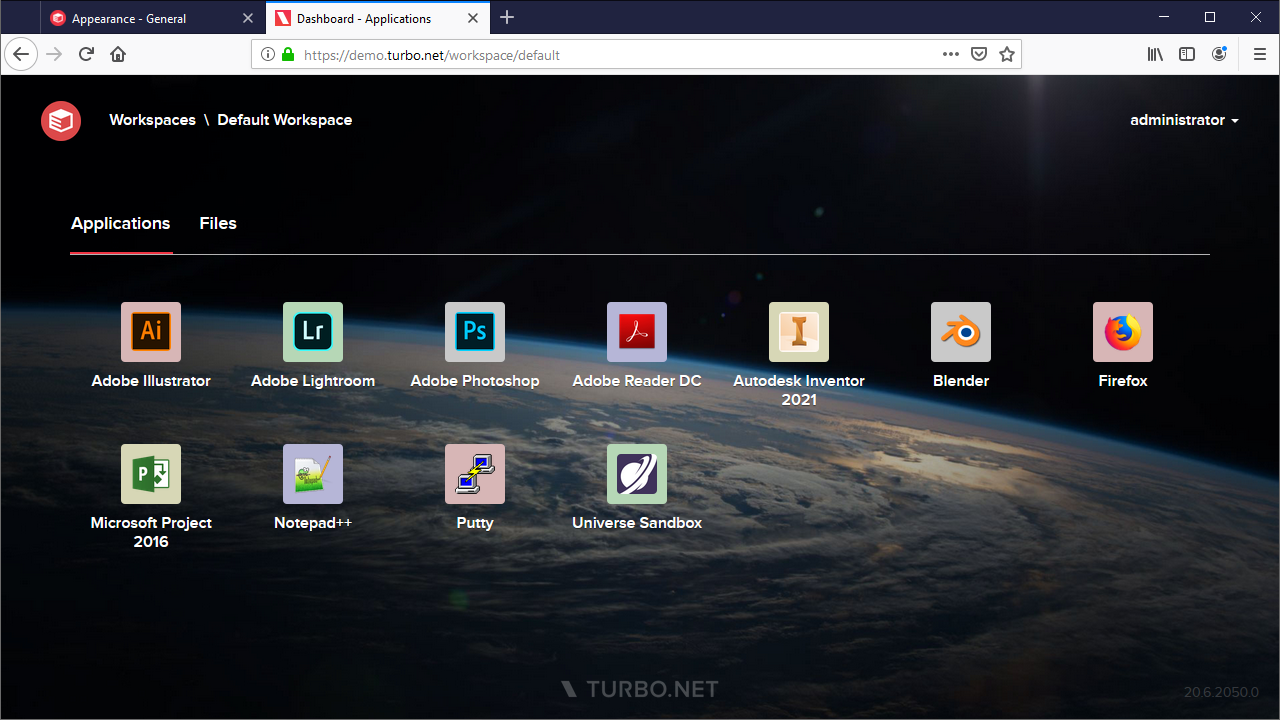 Appearance - General
Dashboard - Applications
https://demo.turbo.net/workspace/default
Workspaces \ Default Workspace
administrator
Applications
Files
Ai
Lr
Ps
I
Adobe Illustrator
Adobe Lightroom
Adobe Photoshop
Adobe Reader DC
Autodesk Inventor
2021
Blender
Firefox
P
Microsoft Project
2016
Notepad++
Putty
Universe Sandbox
TURBO.NET
20.6.2050.0